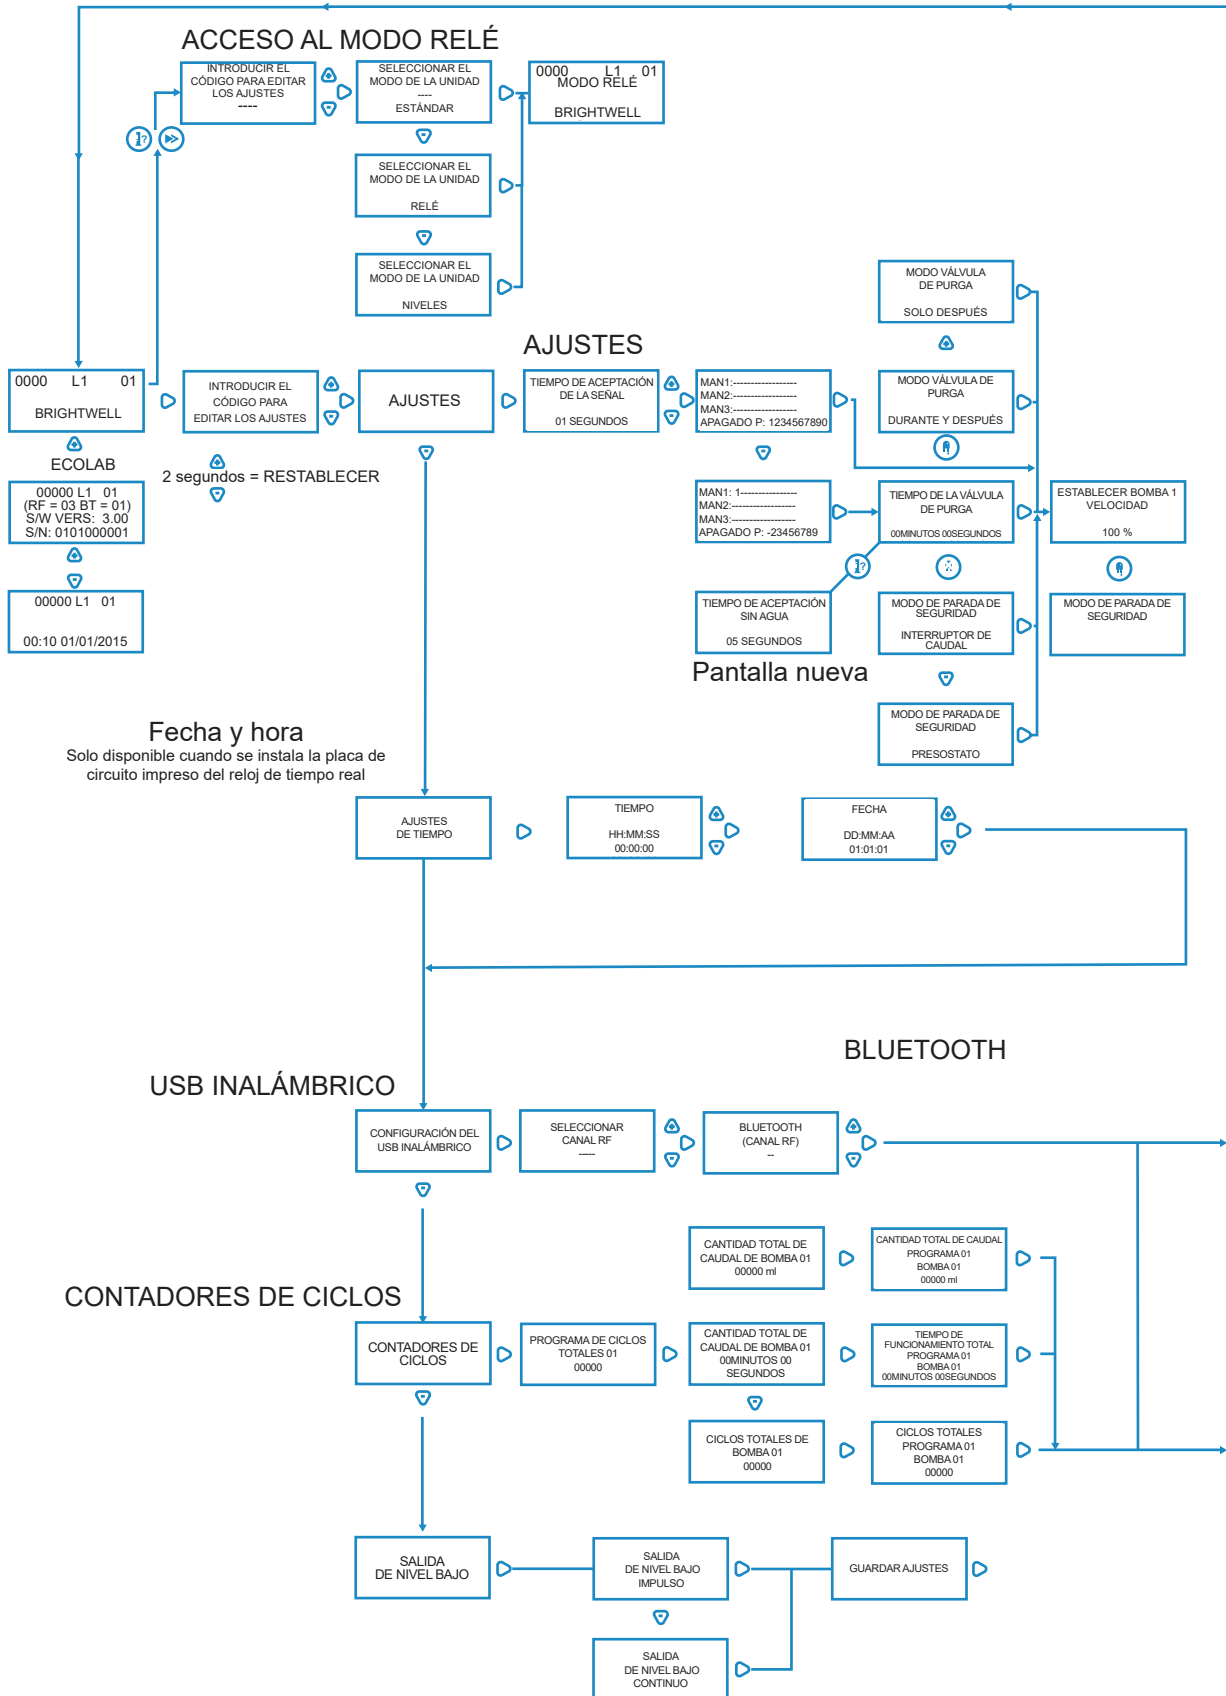 ACCESO AL MODO RELÉ
INTRODUCIR EL
CÓDIGO PARA EDITAR
LOS AJUSTES
----
SELECCIONAR EL
MODO DE LA UNIDAD
----
ESTÁNDAR
0000 L1 01
MODO RELÉ
BRIGHTWELL
SELECCIONAR EL
MODO DE LA UNIDAD
RELÉ
SELECCIONAR EL
MODO DE LA UNIDAD
NIVELES
MODO VÁLVULA
DE PURGA
SOLO DESPUÉS
AJUSTES
0000 L1 01
BRIGHTWELL
INTRODUCIR EL
CÓDIGO PARA
EDITAR LOS AJUSTES
AJUSTES
TIEMPO DE ACEPTACIÓN
DE LA SEÑAL
01 SEGUNDOS
MAN1:------------------
MAN2:------------------
MAN3:------------------
APAGADO P: 1234567890
MODO VÁLVULA DE
PURGA
DURANTE Y DESPUÉS
ECOLAB
2 segundos = RESTABLECER
00000 L1 01
(RF = 03 BT = 01)
S/W VERS: 3.00
S/N: 0101000001
MAN1: 1----------------
MAN2:------------------
MAN3:------------------
APAGADO P: -23456789
TIEMPO DE LA VÁLVULA
DE PURGA
00MINUTOS 00SEGUNDOS
ESTABLECER BOMBA 1
VELOCIDAD
100 %
00000 L1 01
00:10 01/01/2015
TIEMPO DE ACEPTACIÓN
SIN AGUA
05 SEGUNDOS
MODO DE PARADA DE
SEGURIDAD
INTERRUPTOR DE
CAUDAL
MODO DE PARADA DE
SEGURIDAD
Pantalla nueva
MODO DE PARADA DE
SEGURIDAD
PRESOSTATO
Fecha y hora
Solo disponible cuando se instala la placa de
circuito impreso del reloj de tiempo real
AJUSTES
DE TIEMPO
TIEMPO
HH:MM:SS
00:00:00
FECHA
DD:MM:AA
01:01:01
BLUETOOTH
USB INALÁMBRICO
CONFIGURACIÓN DEL
USB INALÁMBRICO
SELECCIONAR
CANAL RF
-----
BLUETOOTH
(CANAL RF)
--
CANTIDAD TOTAL DE
CAUDAL DE BOMBA 01
00000 ml
CANTIDAD TOTAL DE CAUDAL
PROGRAMA 01
BOMBA 01
00000 ml
CONTADORES DE CICLOS
CONTADORES DE
CICLOS
PROGRAMA DE CICLOS
TOTALES 01
00000
CANTIDAD TOTAL DE
CAUDAL DE BOMBA 01
00MINUTOS 00
SEGUNDOS
TIEMPO DE
FUNCIONAMIENTO TOTAL
PROGRAMA 01
BOMBA 01
00MINUTOS 00SEGUNDOS
CICLOS TOTALES DE
BOMBA 01
00000
CICLOS TOTALES
PROGRAMA 01
BOMBA 01
00000
SALIDA
DE NIVEL BAJO
SALIDA
DE NIVEL BAJO
IMPULSO
GUARDAR AJUSTES
SALIDA
DE NIVEL BAJO
CONTINUO